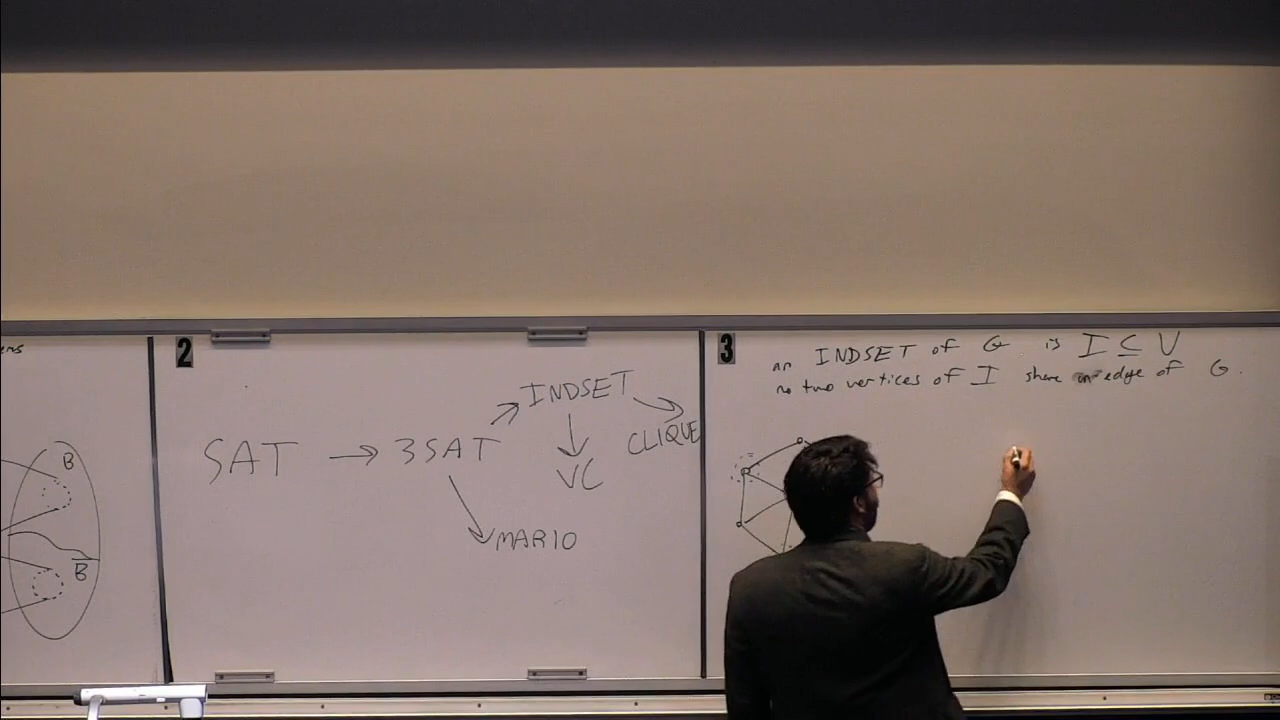 B
B
2
SAT → 3SAT
INDSET
VC
CLIQUE
MARIO
3
an INDSET of G is I ⊆ V
no two vertices of I share an edge of G.